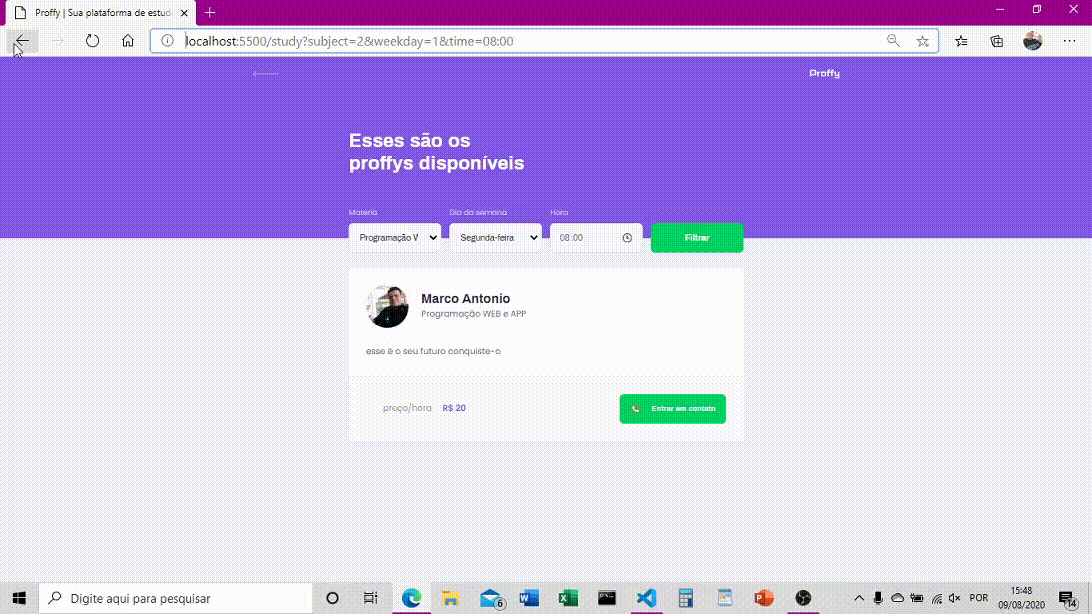 Proffy | Sua plataforma de estud
localhost:5500/study?subject=2&weekday=1&time=08:00
Proffy
Esses são os
proffys disponíveis
Matéria Dia da semana Hora
Programação W Segunda-feira 08:00 Filtrar
Marco Antonio
Programação WEB e APP
esse é o seu futuro conquiste-o
preço/hora R$ 20 Entrar em contato
Digite aqui para pesquisar
6
POR
15:48
09/08/2020